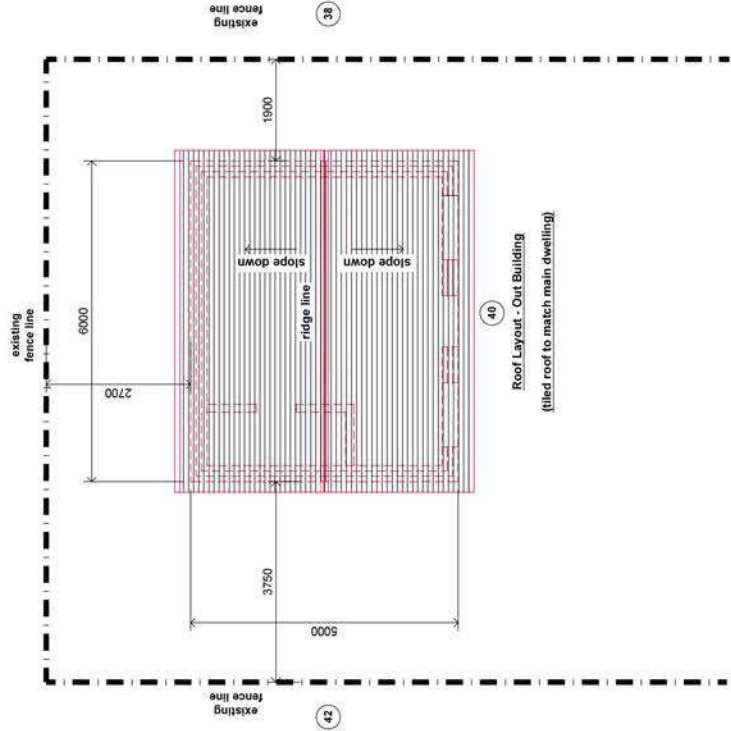 existing
fence line
38
existing
fence line
1900
6000
2700
slope down
slope down
ridge line
40
Roof Layout - Out Building
(tiled roof to match main dwelling)
3750
5000
existing
fence line
42